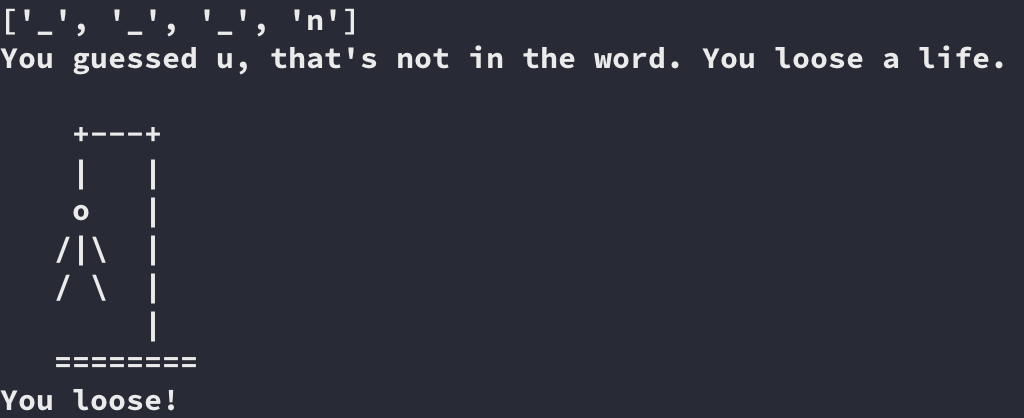 ['_', '_', '_', 'n']
You guessed u, that's not in the word. You loose a life.
    +---+
    |   |
    o   |
   /|\  |
   / \  |
        |
   ========
You loose!